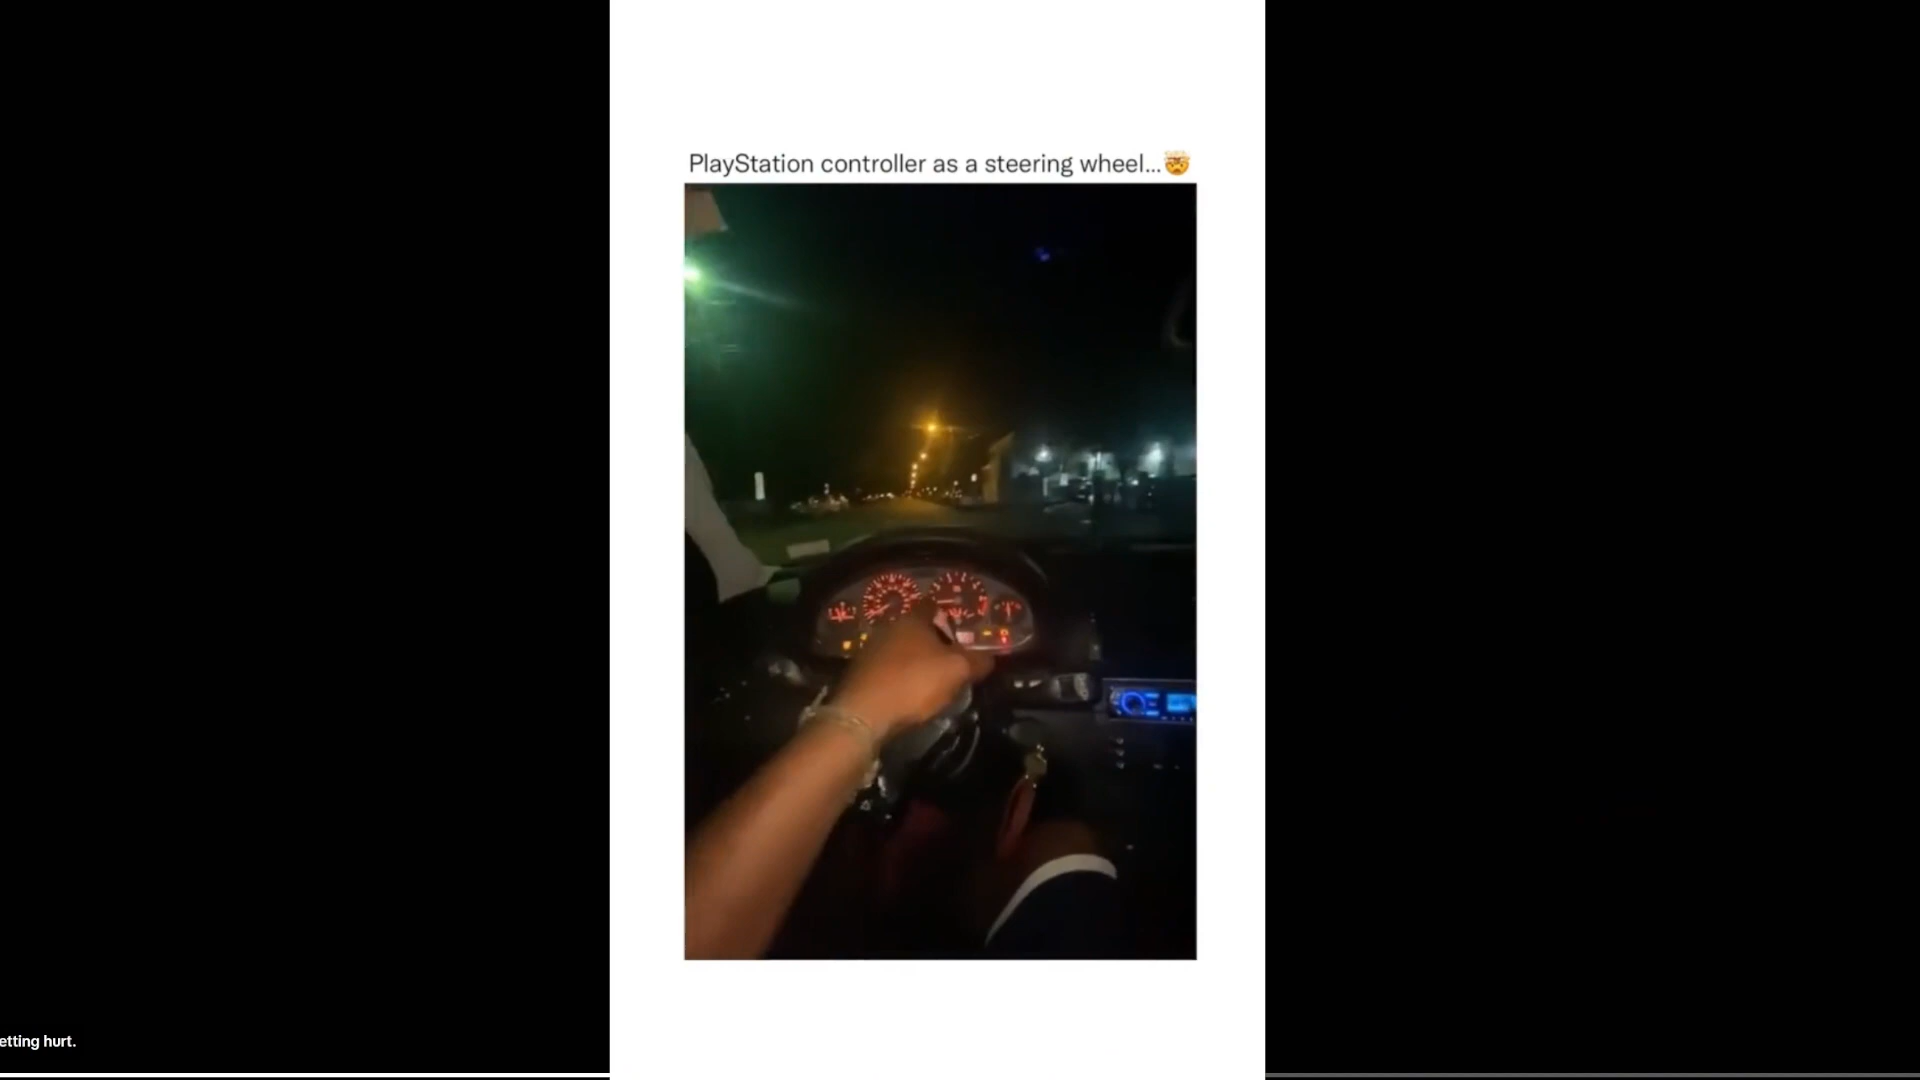 PlayStation controller as a steering wheel...🤯
etting hurt.